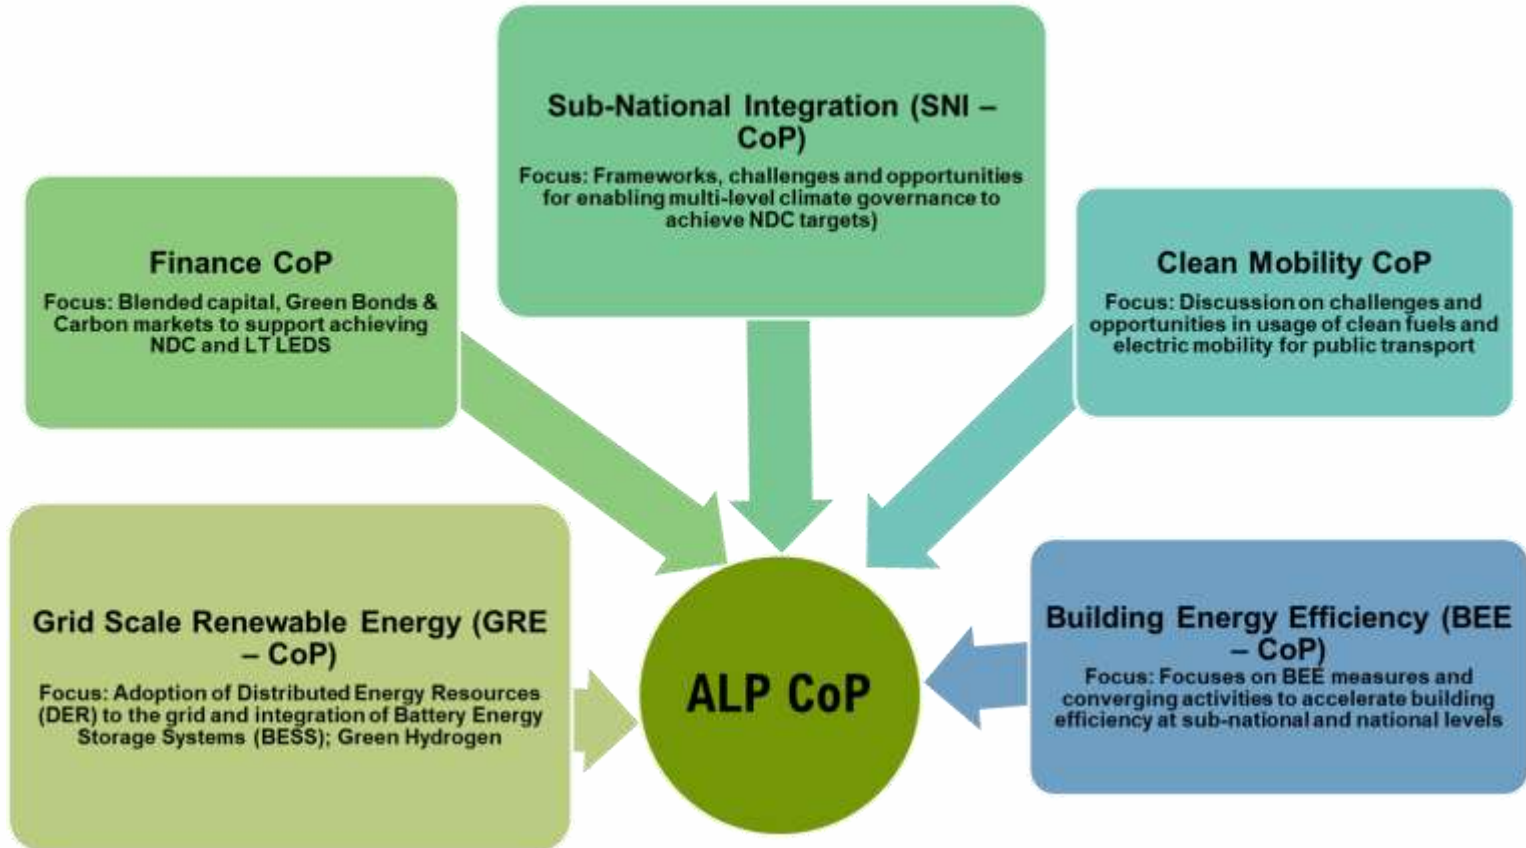 Sub-National Integration (SNI –
CoP)
Focus: Frameworks, challenges and opportunities
for enabling multi-level climate governance to
achieve NDC targets)
Finance CoP
Focus: Blended capital, Green Bonds &
Carbon markets to support achieving
NDC and LT LEDS
Clean Mobility CoP
Focus: Discussion on challenges and
opportunities in usage of clean fuels and
electric mobility for public transport
Grid Scale Renewable Energy (GRE
– CoP)
Focus: Adoption of Distributed Energy Resources
(DER) to the grid and integration of Battery Energy
Storage Systems (BESS); Green Hydrogen
ALP CoP
Building Energy Efficiency (BEE
– CoP)
Focus: Focuses on BEE measures and
converging activities to accelerate building
efficiency at sub-national and national levels